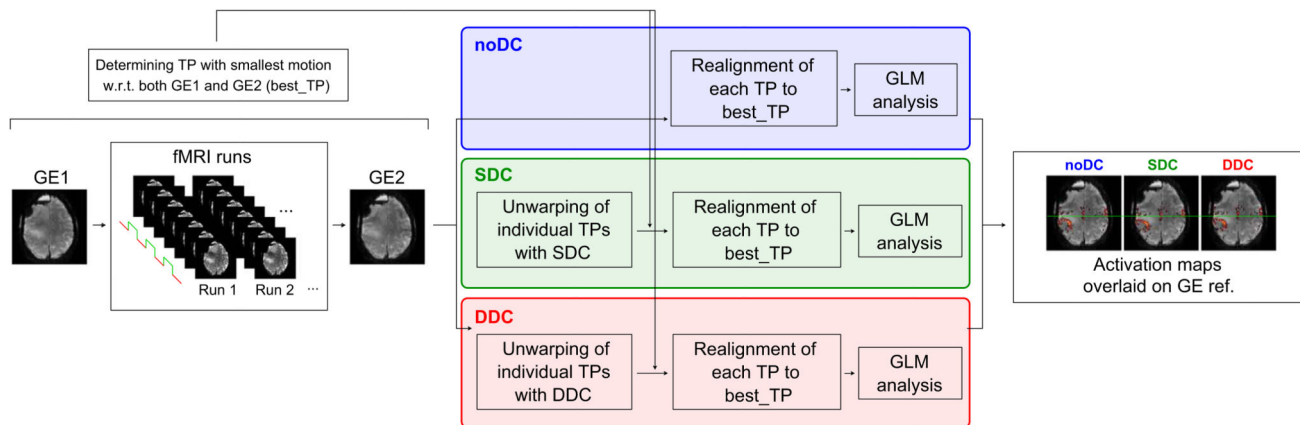 Determining TP with smallest motion
w.r.t. both GE1 and GE2 (best_TP)
GE1
fMRI runs
...
Run 1
Run 2
...
GE2
noDC
Realignment of
each TP to
best_TP
GLM
analysis
SDC
Unwarping of
individual TPs
with SDC
Realignment of
each TP to
best_TP
GLM
analysis
DDC
Unwarping of
individual TPs
with DDC
Realignment of
each TP to
best_TP
GLM
analysis
noDC
SDC
DDC
Activation maps
overlaid on GE ref.